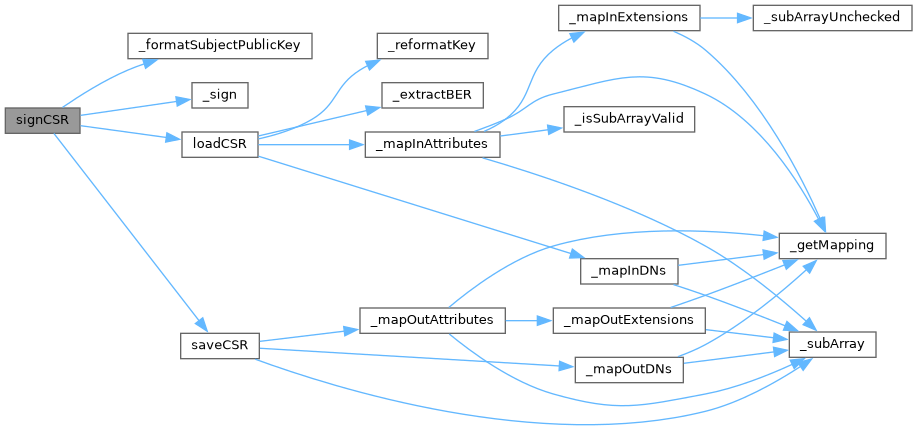 _mapInExtensions
_subArrayUnchecked
_formatSubjectPublicKey
_reformatKey
_sign
_extractBER
signCSR
_isSubArrayValid
loadCSR
_mapInAttributes
_getMapping
_mapInDNs
_mapOutAttributes
_mapOutExtensions
saveCSR
_subArray
_mapOutDNs